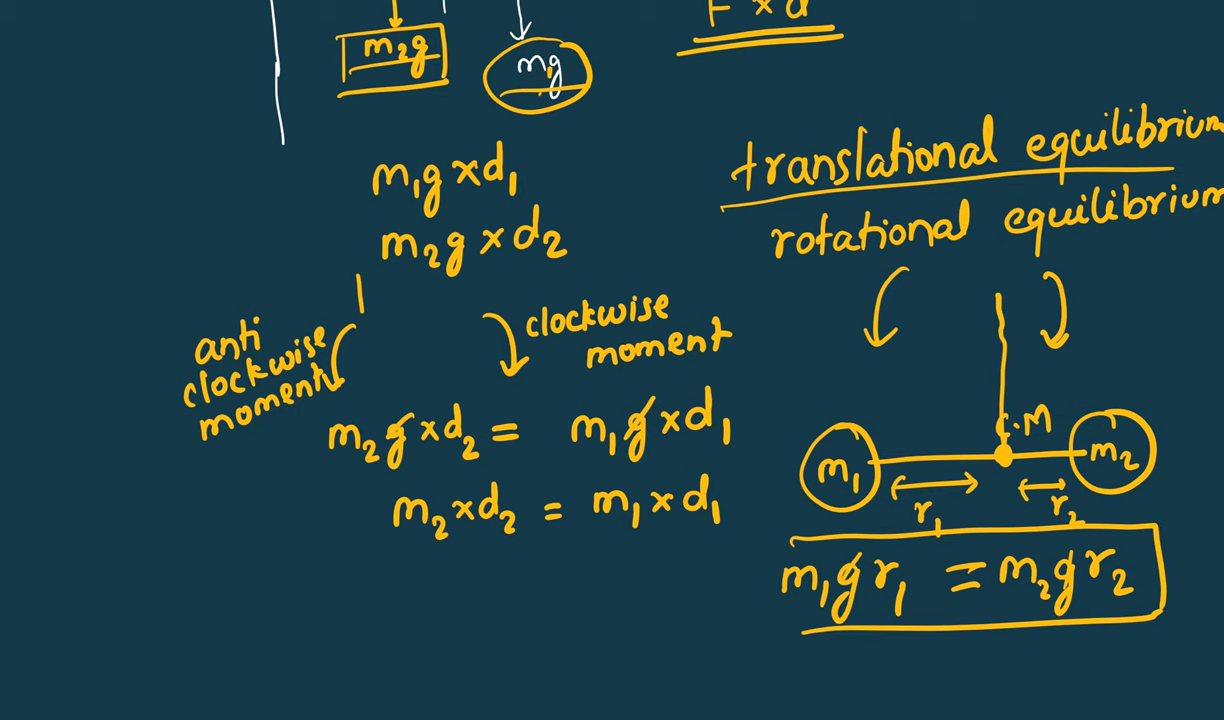 m₂g
m₁g
F × d
m₁g × d₁
m₂g × d₂
translational equilibrium
rotational equilibrium
anti
clockwise
moment
clockwise
moment
m₂g × d₂ = m₁g × d₁
m₂ × d₂ = m₁ × d₁
C.M
m₁
m₂
r₁
r₂
m₁gr₁ = m₂gr₂